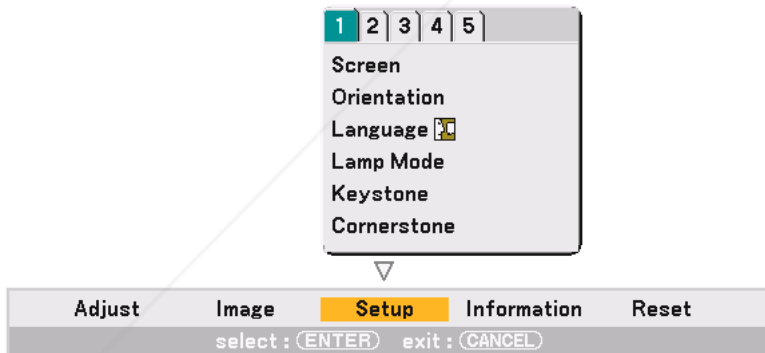 1 2 3 4 5
Screen
Orientation
Language
Lamp Mode
Keystone
Cornerstone
Adjust Image Setup Information Reset
select : ENTER exit : CANCEL